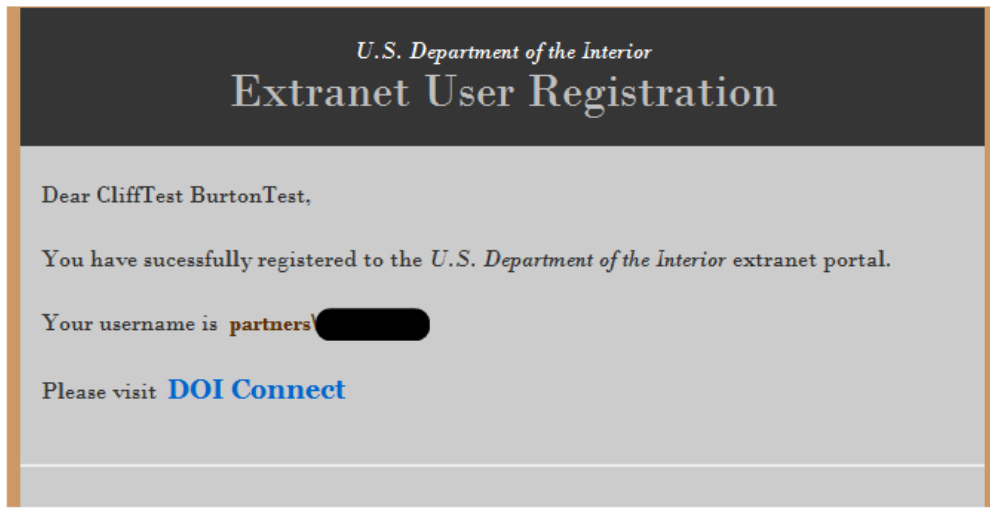 U.S. Department of the Interior
Extranet User Registration
Dear CliffTest BurtonTest,
You have sucessfully registered to the U.S. Department of the Interior extranet portal.
Your username is partners\
Please visit DOI Connect